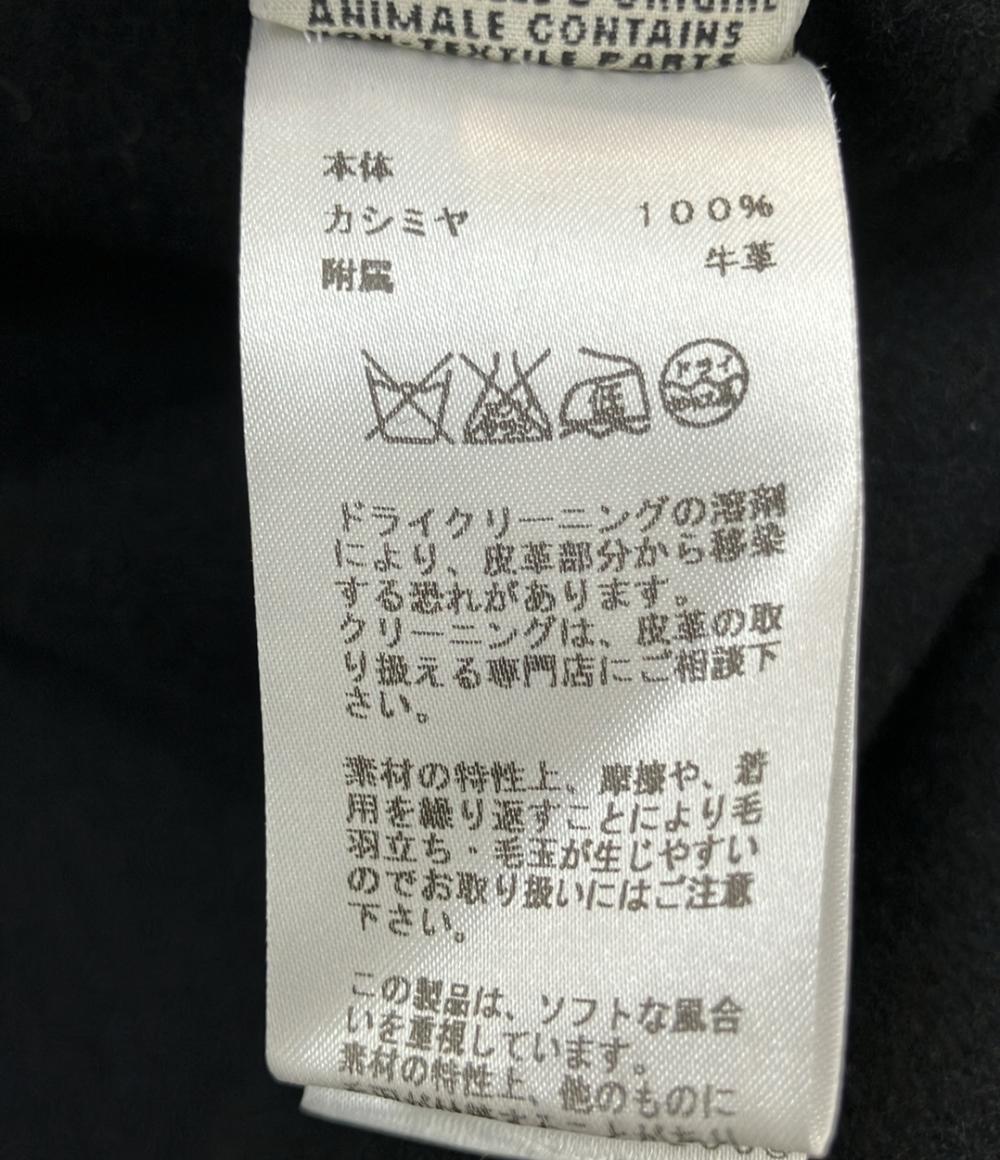 ORIGINE
ANIMALE CONTAINS
NON-TEXTILE PARTS
本体
カシミヤ 100%
附属 牛革
ドライ
低
ドライクリーニングの溶剤
により、皮革部分から移染
する恐れがあります。
クリーニングは、皮革の取
り扱える専門店にご相談下
さい。
素材の特性上、摩擦や、着
用を繰り返すことにより毛
羽立ち・毛玉が生じやすい
のでお取り扱いにはご注意
下さい。
この製品は、ソフトな風合
いを重視しています。
素材の特性上、他のものに